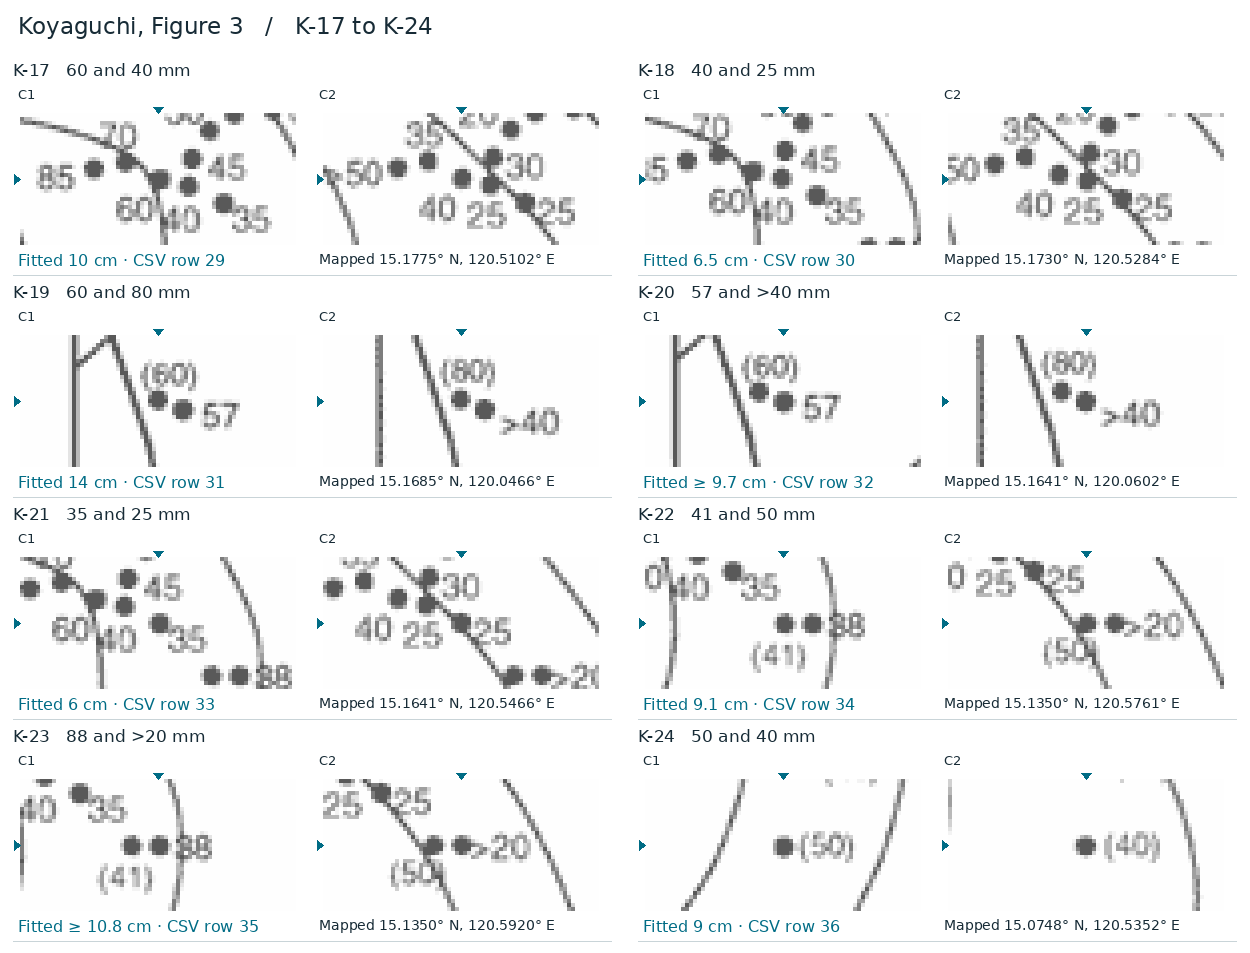 Koyaguchi, Figure 3 / K-17 to K-24
K-17 60 and 40 mm
C1
C2
70
85
45
60
40
35
35
20
50
30
40
25
25
Fitted 10 cm · CSV row 29
Mapped 15.1775° N, 120.5102° E
K-18 40 and 25 mm
C1
C2
70
45
60
40
35
35
50
30
40
25
25
Fitted 6.5 cm · CSV row 30
Mapped 15.1730° N, 120.5284° E
K-19 60 and 80 mm
C1
C2
(60)
57
(80)
>40
Fitted 14 cm · CSV row 31
Mapped 15.1685° N, 120.0466° E
K-20 57 and >40 mm
C1
C2
(60)
57
(80)
>40
Fitted ≥ 9.7 cm · CSV row 32
Mapped 15.1641° N, 120.0602° E
K-21 35 and 25 mm
C1
C2
45
60
40
35
88
30
40
25
25
>20
Fitted 6 cm · CSV row 33
Mapped 15.1641° N, 120.5466° E
K-22 41 and 50 mm
C1
C2
0
40
35
88
(41)
0
25
25
>20
(50)
Fitted 9.1 cm · CSV row 34
Mapped 15.1350° N, 120.5761° E
K-23 88 and >20 mm
C1
C2
40
35
88
(41)
25
25
>20
(50)
Fitted ≥ 10.8 cm · CSV row 35
Mapped 15.1350° N, 120.5920° E
K-24 50 and 40 mm
C1
C2
(50)
(40)
Fitted 9 cm · CSV row 36
Mapped 15.0748° N, 120.5352° E